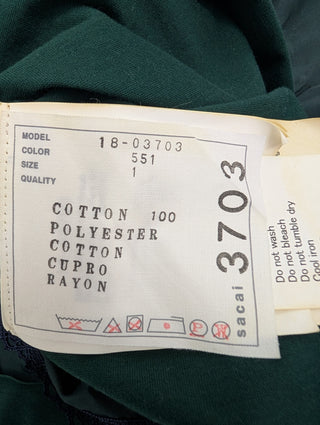 MODEL 18-03703
COLOR 551
SIZE 1
QUALITY
COTTON 100
POLYESTER
COTTON
CUPRO
RAYON
P
sacai 3703
Do not wash
Do not bleach
Do not tumble dry
Cool iron